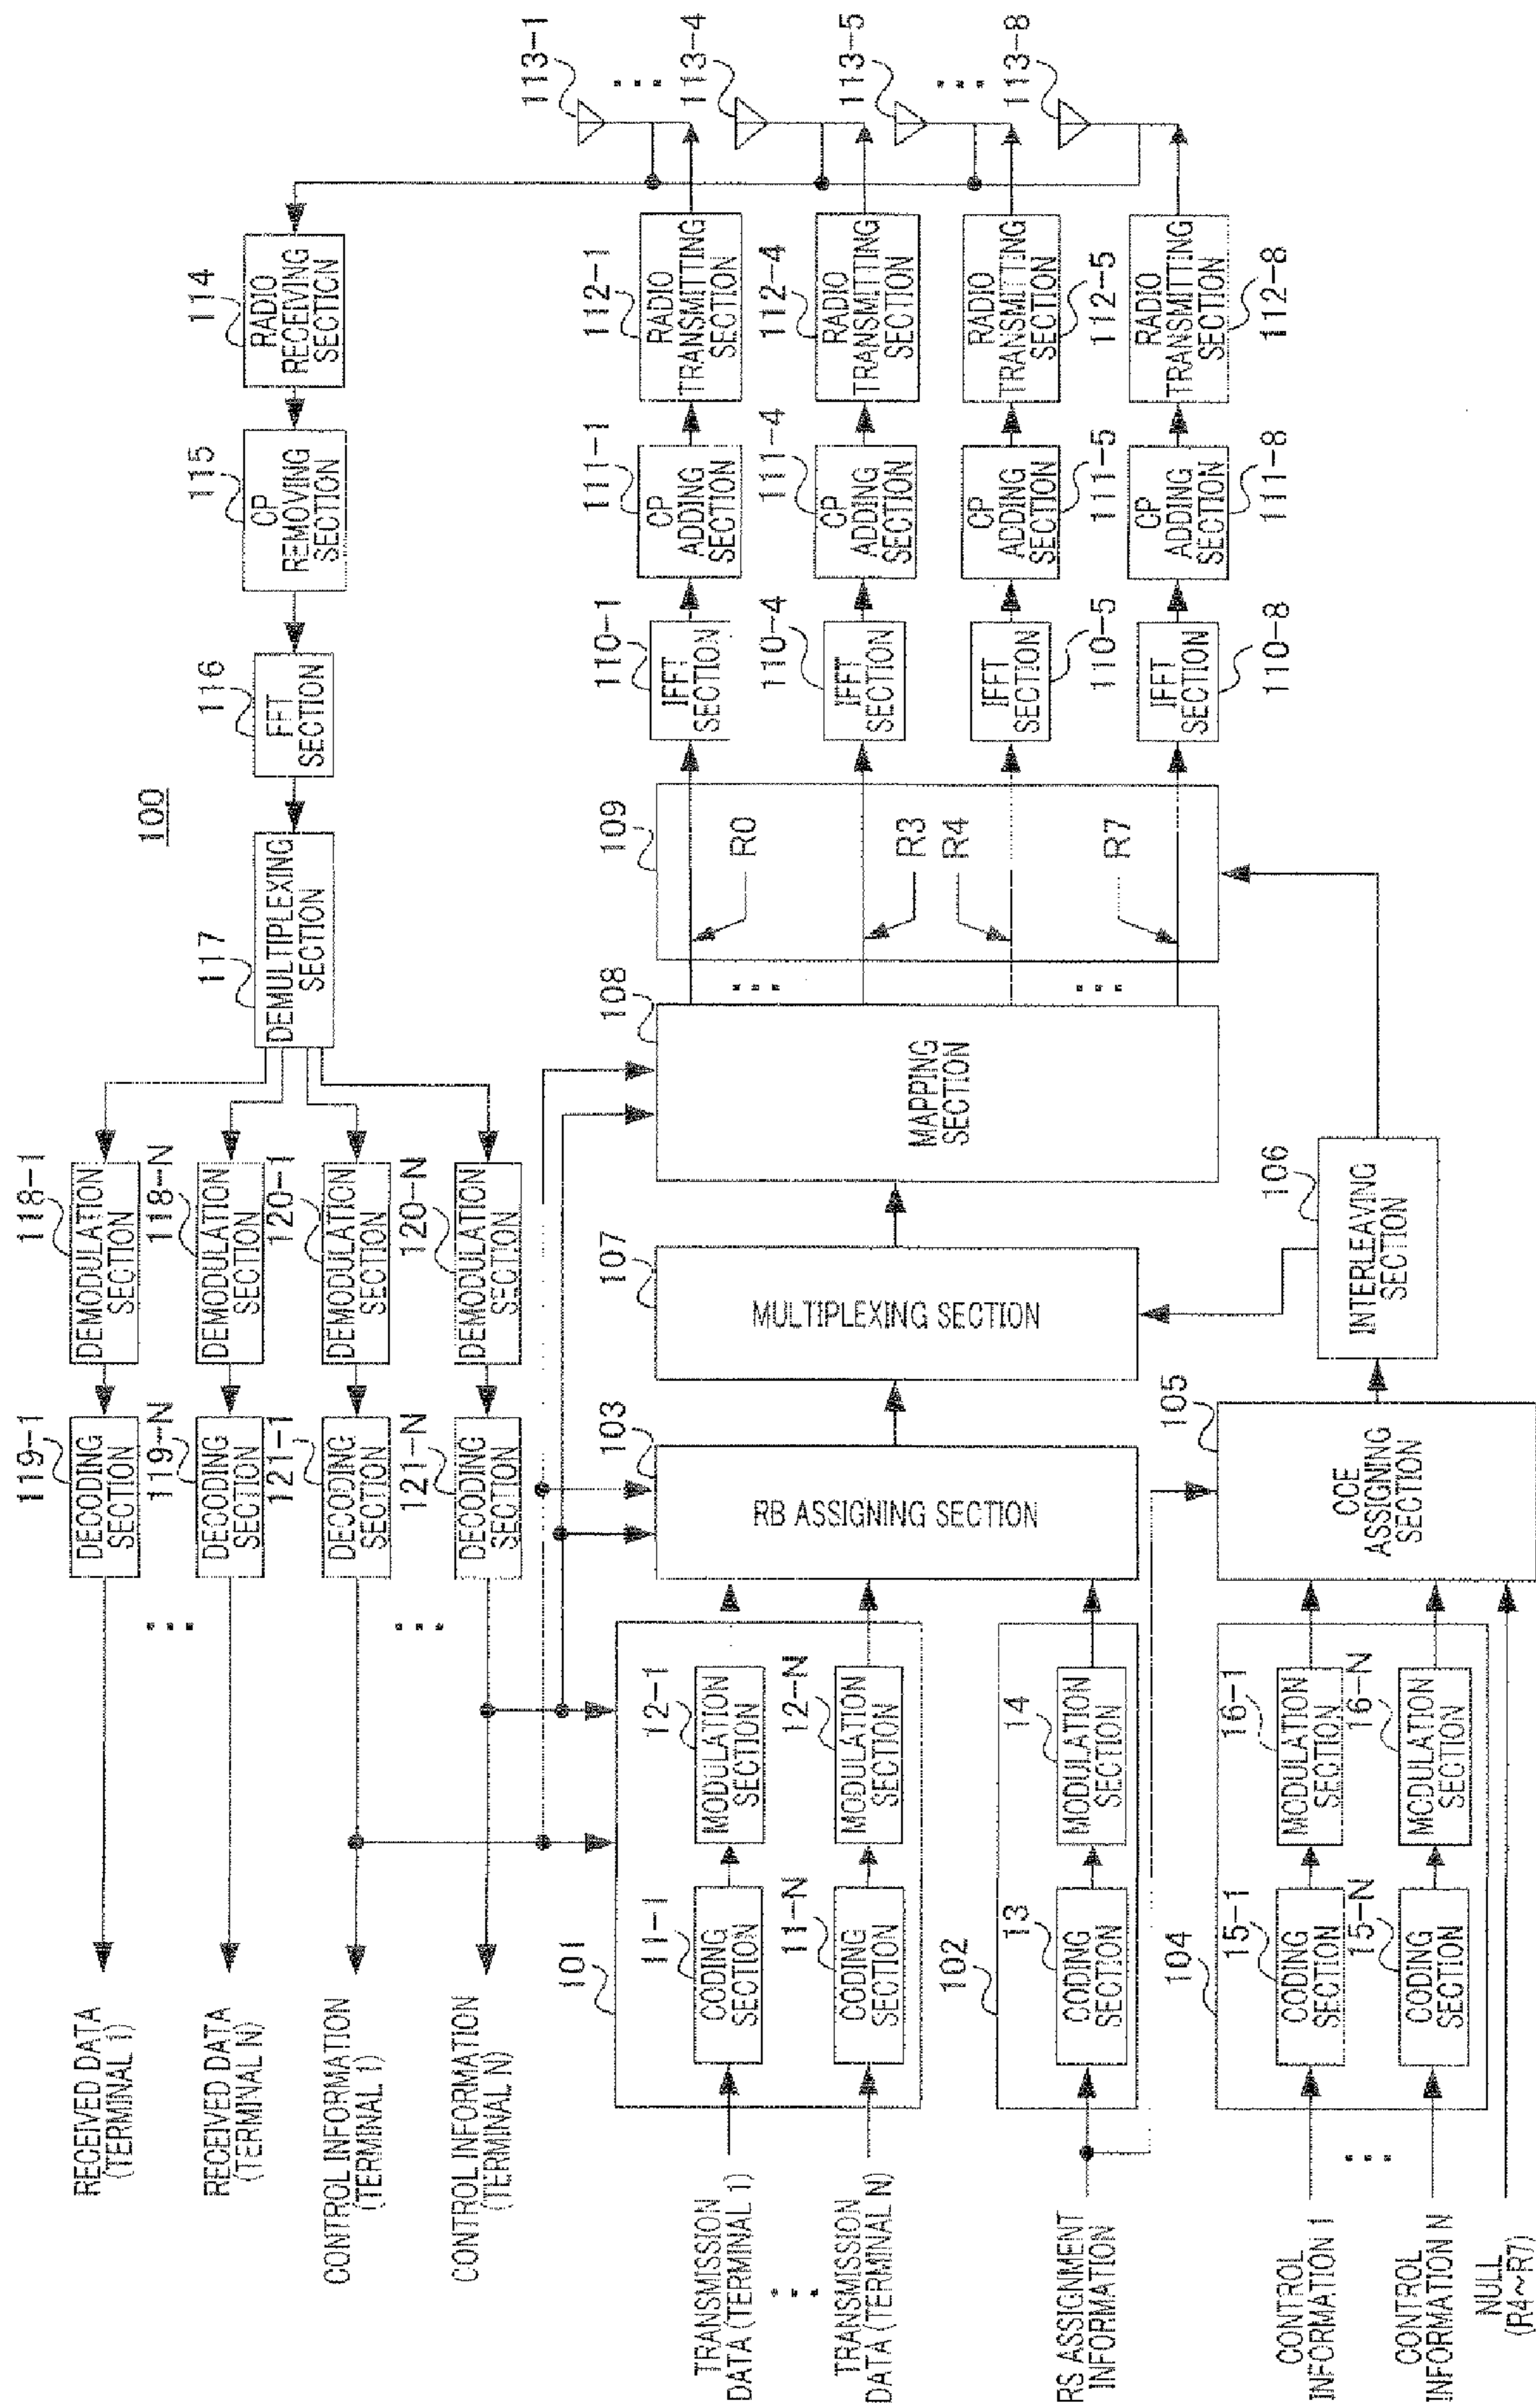 100
RECEIVED DATA
(TERMINAL 1)
119-1
DECODING
SECTION
118-1
DEMODULATION
SECTION
117
DEMULTIPLEXING
SECTION
116
FFT
SECTION
115
CP
REMOVING
SECTION
114
RADIO
RECEIVING
SECTION
RECEIVED DATA
(TERMINAL N)
119-N
DECODING
SECTION
118-N
DEMODULATION
SECTION
CONTROL INFORMATION
(TERMINAL 1)
121-1
DECODING
SECTION
120-1
DEMODULATION
SECTION
CONTROL INFORMATION
(TERMINAL N)
121-N
DECODING
SECTION
120-N
DEMODULATION
SECTION
TRANSMISSION
DATA (TERMINAL 1)
101
11-1
CODING
SECTION
12-1
MODULATION
SECTION
TRANSMISSION
DATA (TERMINAL N)
11-N
CODING
SECTION
12-N
MODULATION
SECTION
RS ASSIGNMENT
INFORMATION
102
13
CODING
SECTION
14
MODULATION
SECTION
103
RB ASSIGNING SECTION
107
MULTIPLEXING SECTION
108
MAPPING
SECTION
109
R0
R3
R4
R7
CONTROL
INFORMATION 1
104
15-1
CODING
SECTION
16-1
MODULATION
SECTION
CONTROL
INFORMATION N
15-N
CODING
SECTION
16-N
MODULATION
SECTION
NULL
(R4~R7)
105
CCE
ASSIGNING
SECTION
106
INTERLEAVING
SECTION
110-1
IFFT
SECTION
111-1
CP
ADDING
SECTION
112-1
RADIO
TRANSMITTING
SECTION
113-1
110-4
IFFT
SECTION
111-4
CP
ADDING
SECTION
112-4
RADIO
TRANSMITTING
SECTION
113-4
110-5
IFFT
SECTION
111-5
CP
ADDING
SECTION
112-5
RADIO
TRANSMITTING
SECTION
113-5
110-8
IFFT
SECTION
111-8
CP
ADDING
SECTION
112-8
RADIO
TRANSMITTING
SECTION
113-8